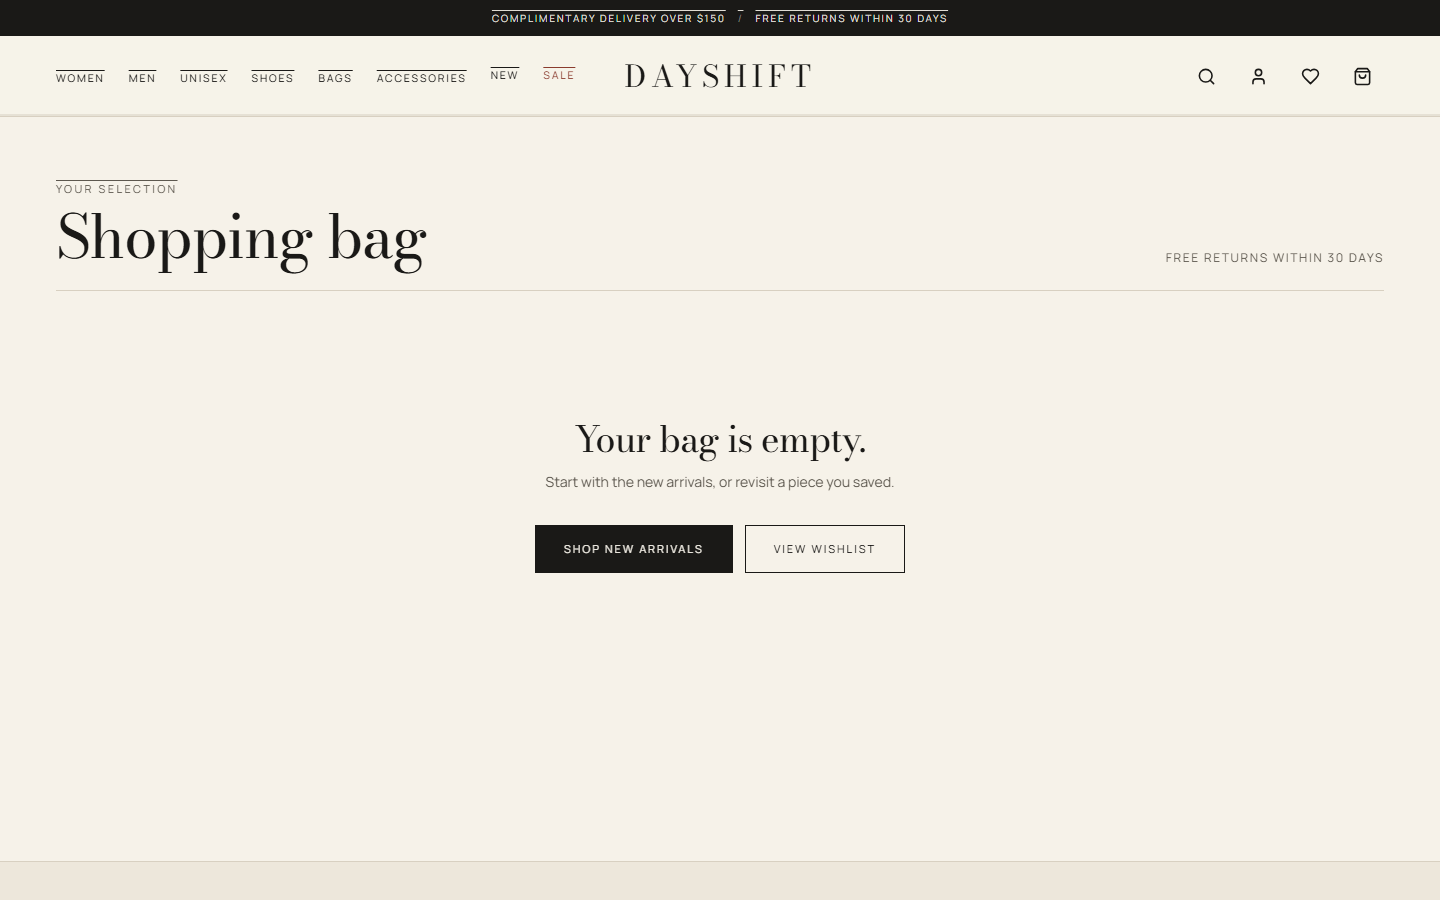 COMPLIMENTARY DELIVERY OVER $150 / FREE RETURNS WITHIN 30 DAYS
WOMEN MEN UNISEX SHOES BAGS ACCESSORIES NEW SALE DAYSHIFT
YOUR SELECTION
Shopping bag
FREE RETURNS WITHIN 30 DAYS
Your bag is empty.
Start with the new arrivals, or revisit a piece you saved.
SHOP NEW ARRIVALS VIEW WISHLIST